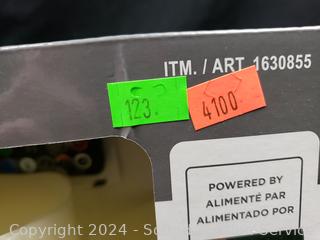 ITM. / ART. 1630855
123.
4100
POWERED BY
ALIMENTÉ PAR
ALIMENTADO POR
Copyright 2024 -